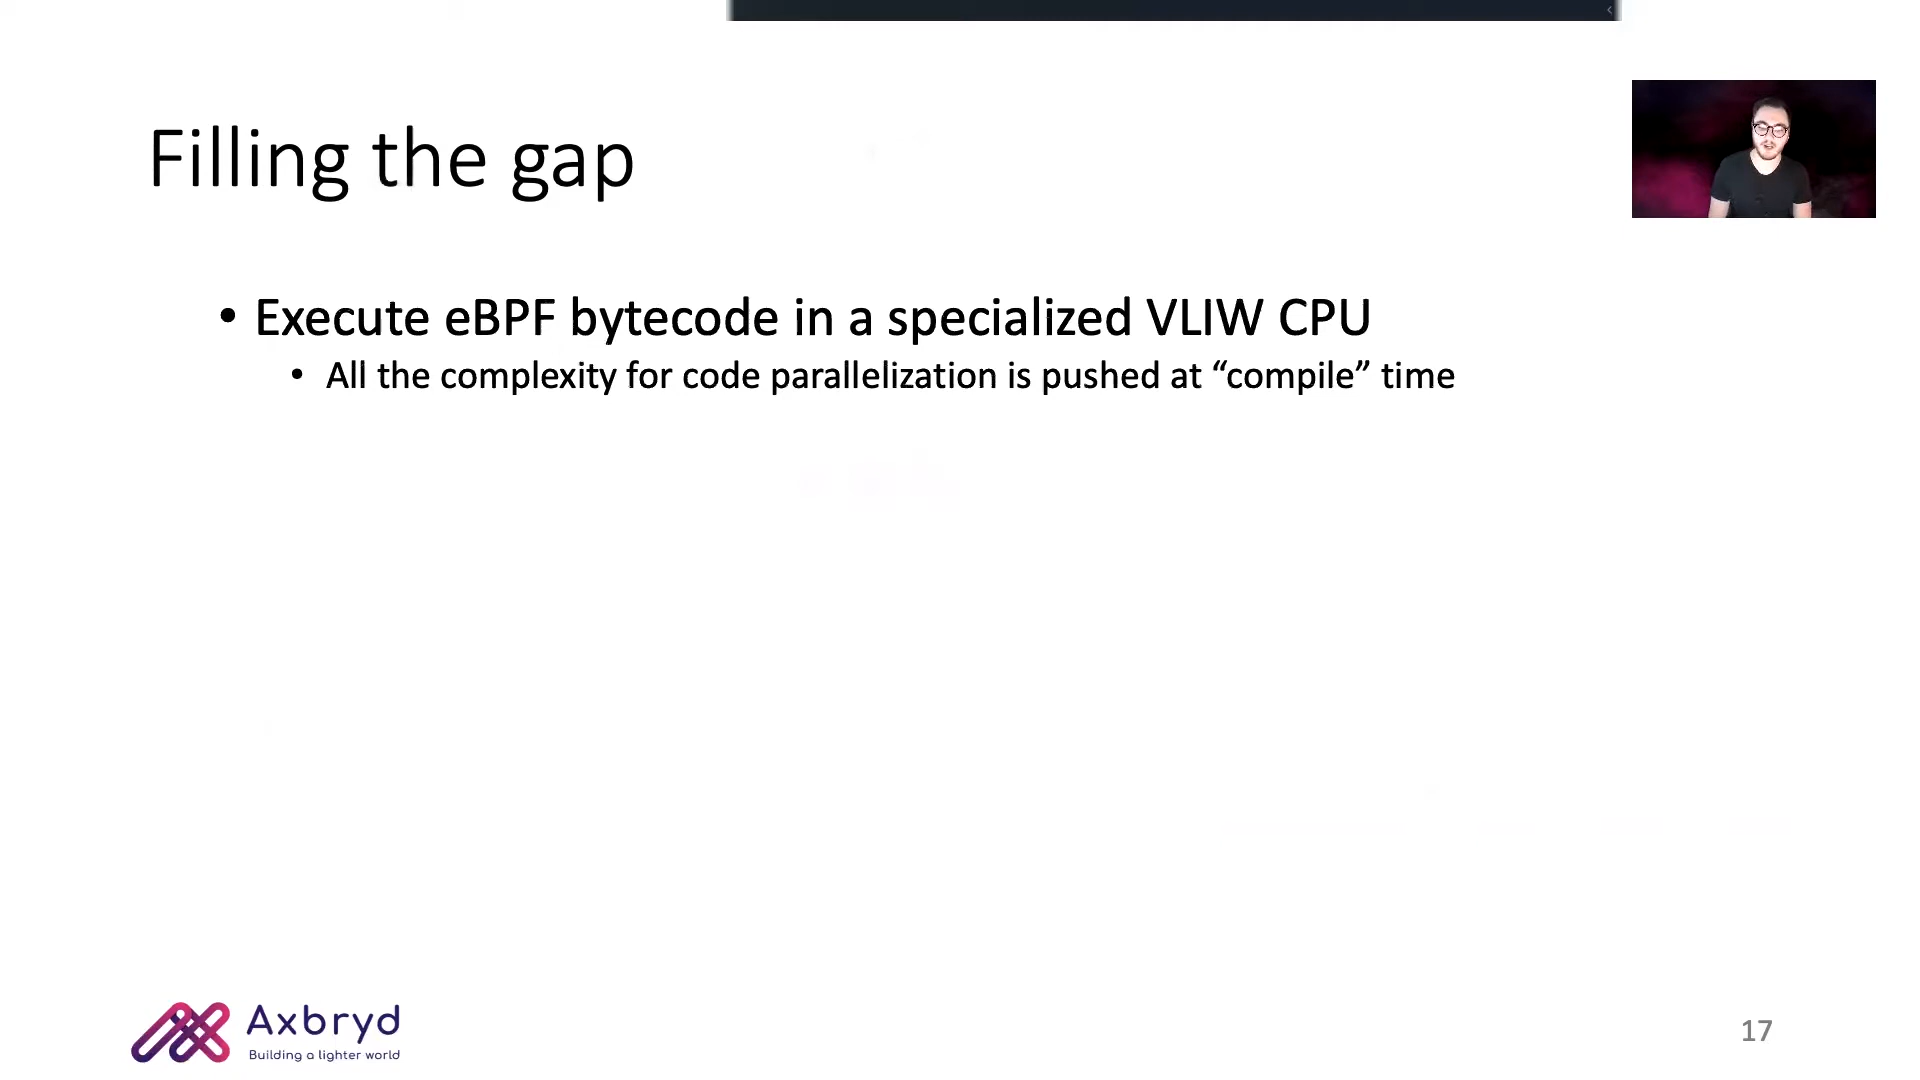 Filling the gap
• Execute eBPF bytecode in a specialized VLIW CPU
• All the complexity for code parallelization is pushed at “compile” time
Axbryd
Building a lighter world
17